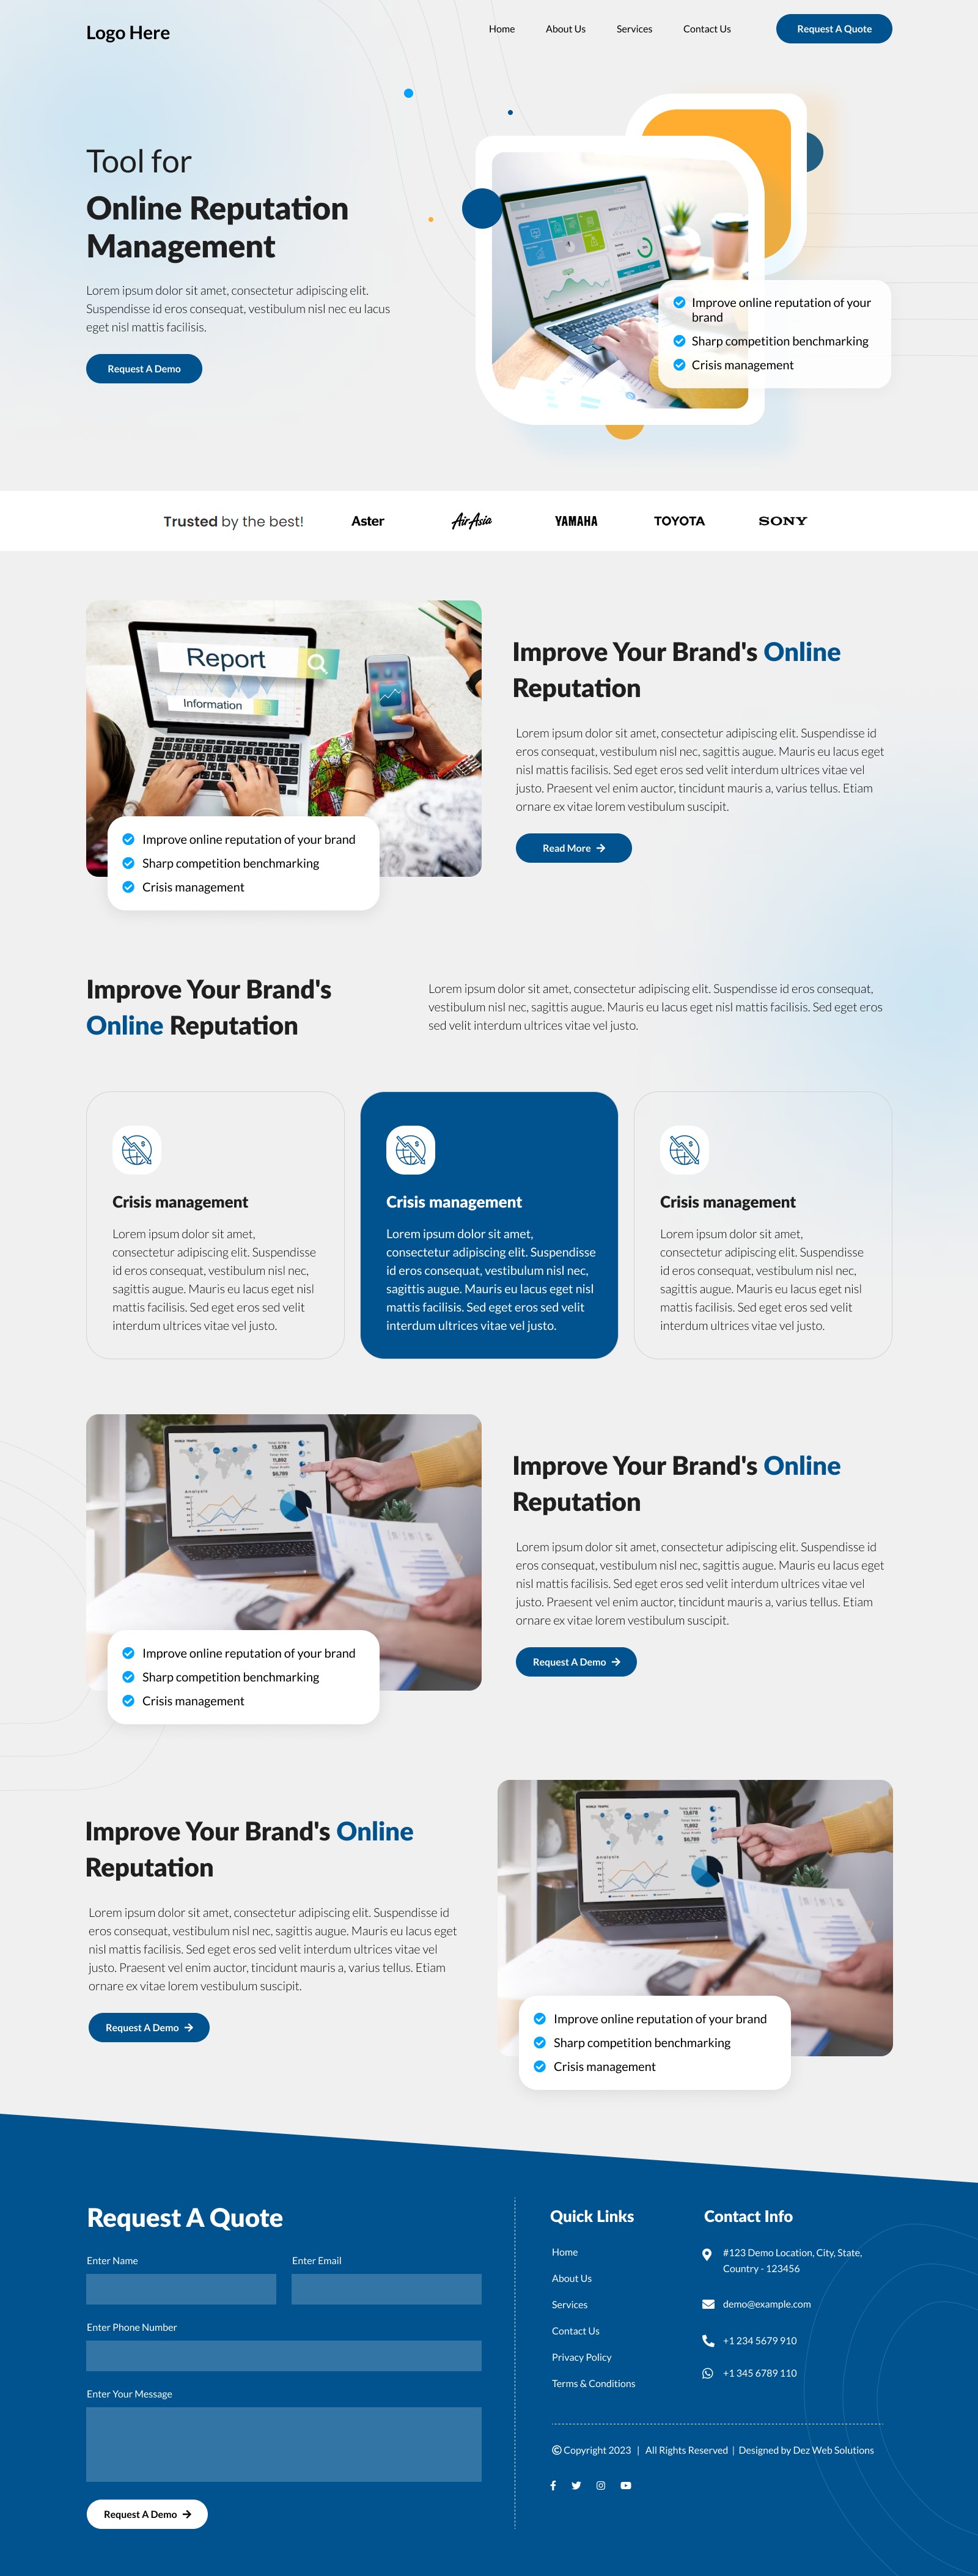 Logo Here
Home
About Us
Services
Contact Us
Request A Quote
Tool for
Online Reputation
Management
Lorem ipsum dolor sit amet, consectetur adipiscing elit.
Suspendisse id eros consequat, vestibulum nisl nec eu lacus
eget nisl mattis facilisis.
Request A Demo
Improve online reputation of your
brand
Sharp competition benchmarking
Crisis management
Trusted by the best!
Aster
AirAsia
YAMAHA
TOYOTA
SONY
Report
Information
Improve online reputation of your brand
Sharp competition benchmarking
Crisis management
Improve Your Brand's Online
Reputation
Lorem ipsum dolor sit amet, consectetur adipiscing elit. Suspendisse id
eros consequat, vestibulum nisl nec, sagittis augue. Mauris eu lacus eget
nisl mattis facilisis. Sed eget eros sed velit interdum ultrices vitae vel
justo. Praesent vel enim auctor, tincidunt mauris a, varius tellus. Etiam
ornare ex vitae lorem vestibulum suscipit.
Read More
Improve Your Brand's
Online Reputation
Lorem ipsum dolor sit amet, consectetur adipiscing elit. Suspendisse id eros consequat,
vestibulum nisl nec, sagittis augue. Mauris eu lacus eget nisl mattis facilisis. Sed eget eros
sed velit interdum ultrices vitae vel justo.
Crisis management
Lorem ipsum dolor sit amet,
consectetur adipiscing elit. Suspendisse
id eros consequat, vestibulum nisl nec,
sagittis augue. Mauris eu lacus eget nisl
mattis facilisis. Sed eget eros sed velit
interdum ultrices vitae vel justo.
Crisis management
Lorem ipsum dolor sit amet,
consectetur adipiscing elit. Suspendisse
id eros consequat, vestibulum nisl nec,
sagittis augue. Mauris eu lacus eget nisl
mattis facilisis. Sed eget eros sed velit
interdum ultrices vitae vel justo.
Crisis management
Lorem ipsum dolor sit amet,
consectetur adipiscing elit. Suspendisse
id eros consequat, vestibulum nisl nec,
sagittis augue. Mauris eu lacus eget nisl
mattis facilisis. Sed eget eros sed velit
interdum ultrices vitae vel justo.
WORLD TRAFFIC
13,678
11,892
$6,789
Analysis
Improve online reputation of your brand
Sharp competition benchmarking
Crisis management
Improve Your Brand's Online
Reputation
Lorem ipsum dolor sit amet, consectetur adipiscing elit. Suspendisse id
eros consequat, vestibulum nisl nec, sagittis augue. Mauris eu lacus eget
nisl mattis facilisis. Sed eget eros sed velit interdum ultrices vitae vel
justo. Praesent vel enim auctor, tincidunt mauris a, varius tellus. Etiam
ornare ex vitae lorem vestibulum suscipit.
Request A Demo
Improve Your Brand's Online
Reputation
Lorem ipsum dolor sit amet, consectetur adipiscing elit. Suspendisse id
eros consequat, vestibulum nisl nec, sagittis augue. Mauris eu lacus eget
nisl mattis facilisis. Sed eget eros sed velit interdum ultrices vitae vel
justo. Praesent vel enim auctor, tincidunt mauris a, varius tellus. Etiam
ornare ex vitae lorem vestibulum suscipit.
Request A Demo
WORLD TRAFFIC
13,678
11,892
$6,789
Analysis
Improve online reputation of your brand
Sharp competition benchmarking
Crisis management
Request A Quote
Enter Name
Enter Email
Enter Phone Number
Enter Your Message
Request A Demo
Quick Links
Home
About Us
Services
Contact Us
Privacy Policy
Terms & Conditions
Contact Info
#123 Demo Location, City, State,
Country - 123456
demo@example.com
+1 234 5679 910
+1 345 6789 110
© Copyright 2023 | All Rights Reserved | Designed by Dez Web Solutions